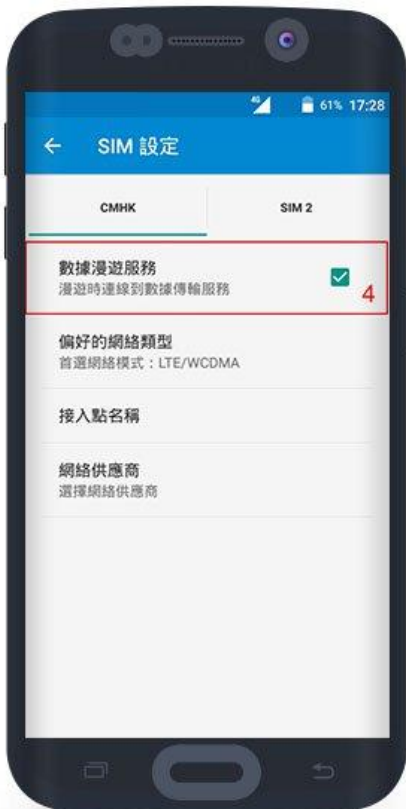 4G 61% 17:28
SIM 設定
CMHK SIM 2
數據漫遊服務
漫遊時連線到數據傳輸服務
4
偏好的網絡類型
首選網絡模式：LTE/WCDMA
接入點名稱
網絡供應商
選擇網絡供應商